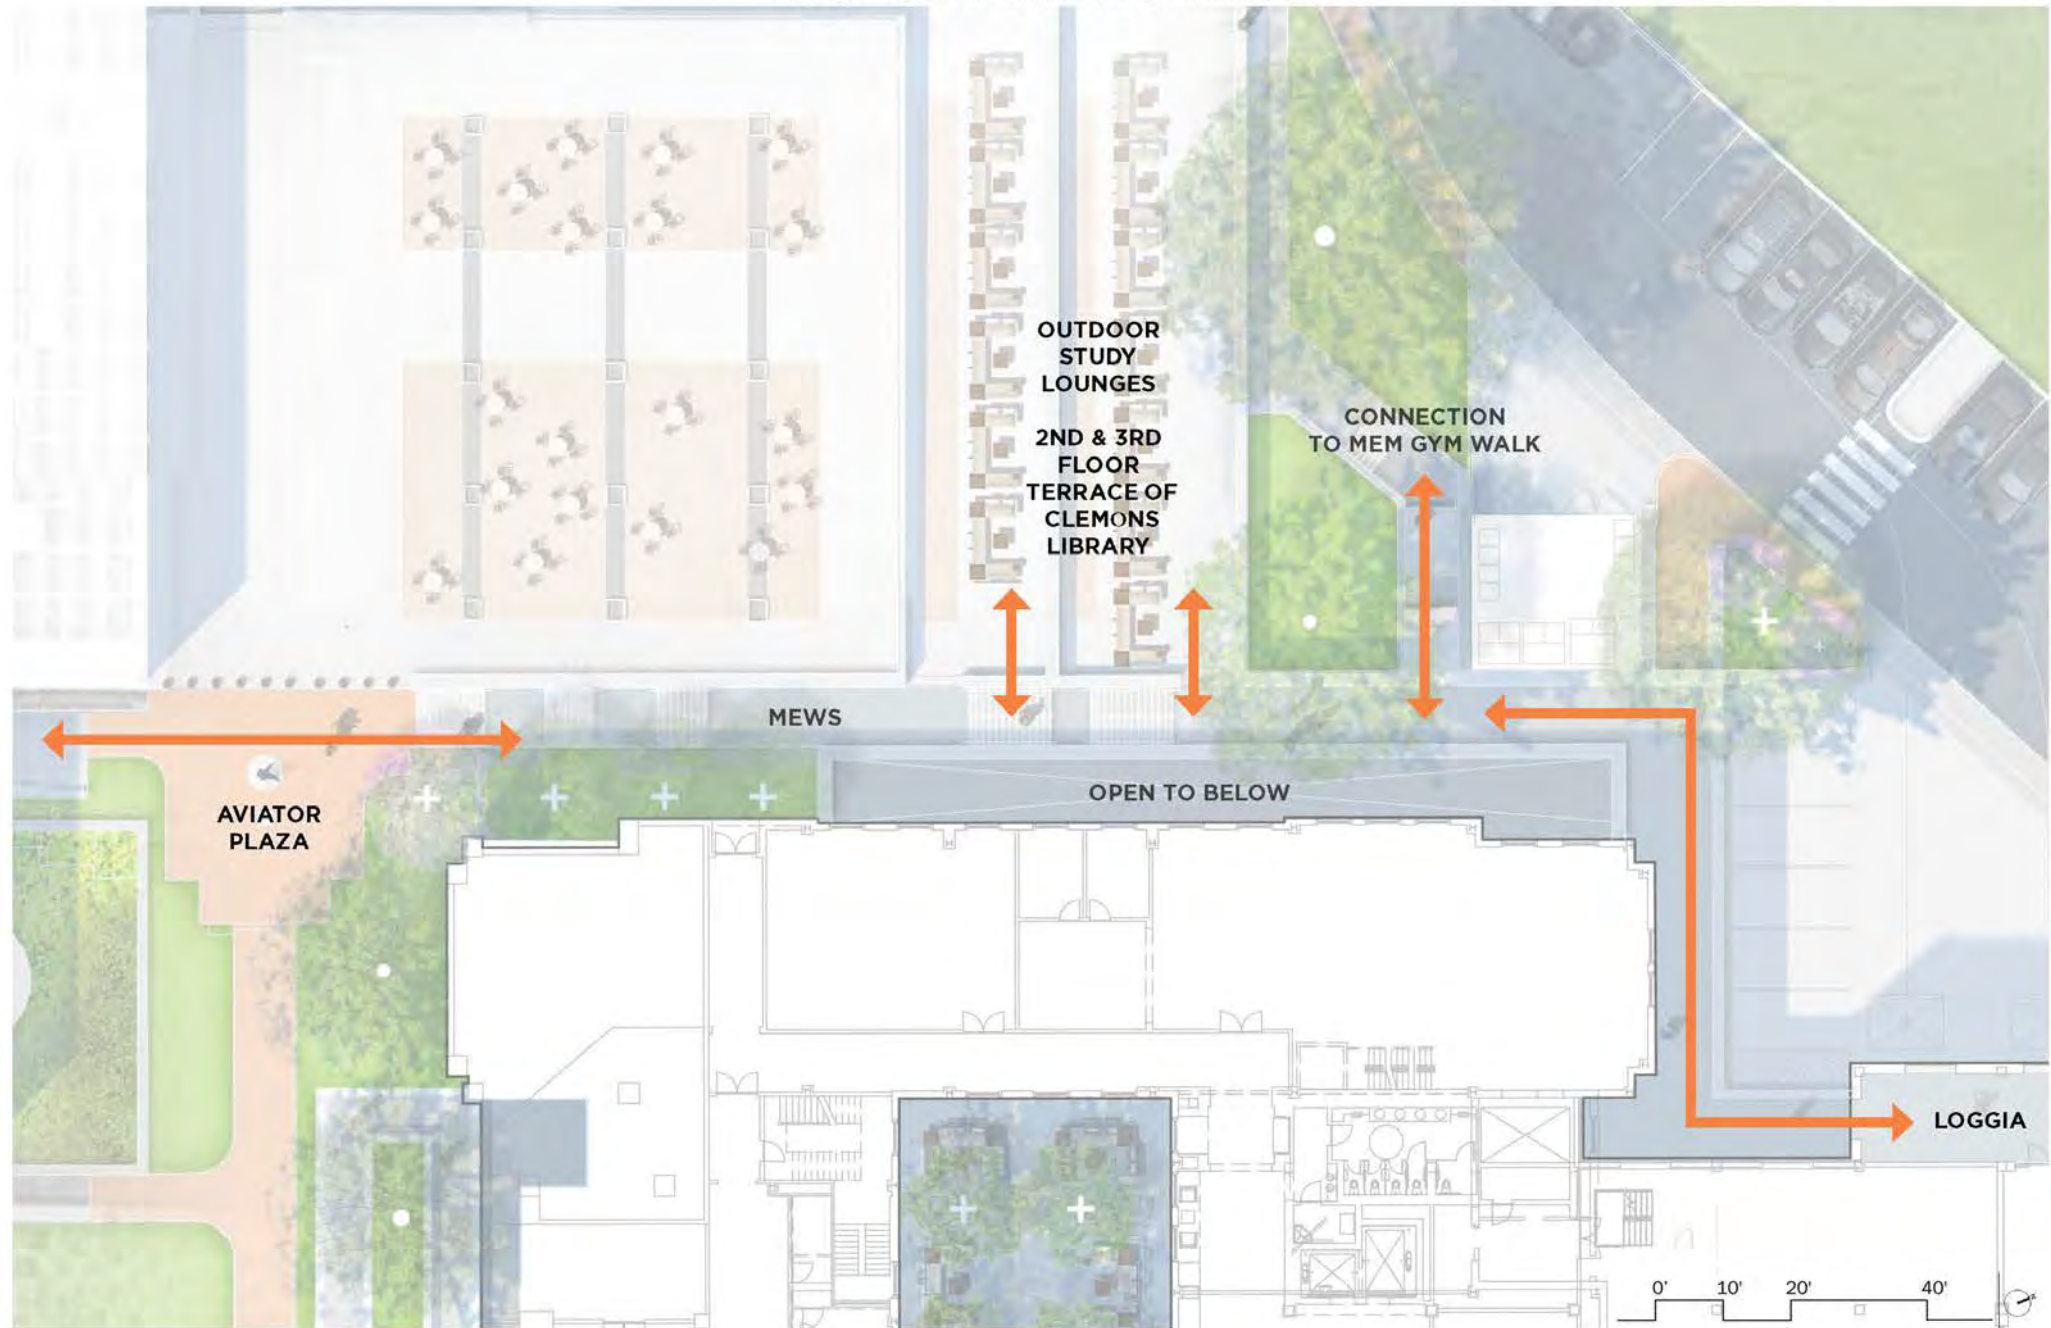 OUTDOOR
STUDY
LOUNGES
2ND & 3RD
FLOOR
TERRACE OF
CLEMONS
LIBRARY
CONNECTION
TO MEM GYM WALK
MEWS
OPEN TO BELOW
AVIATOR
PLAZA
LOGGIA
0' 10' 20' 40'